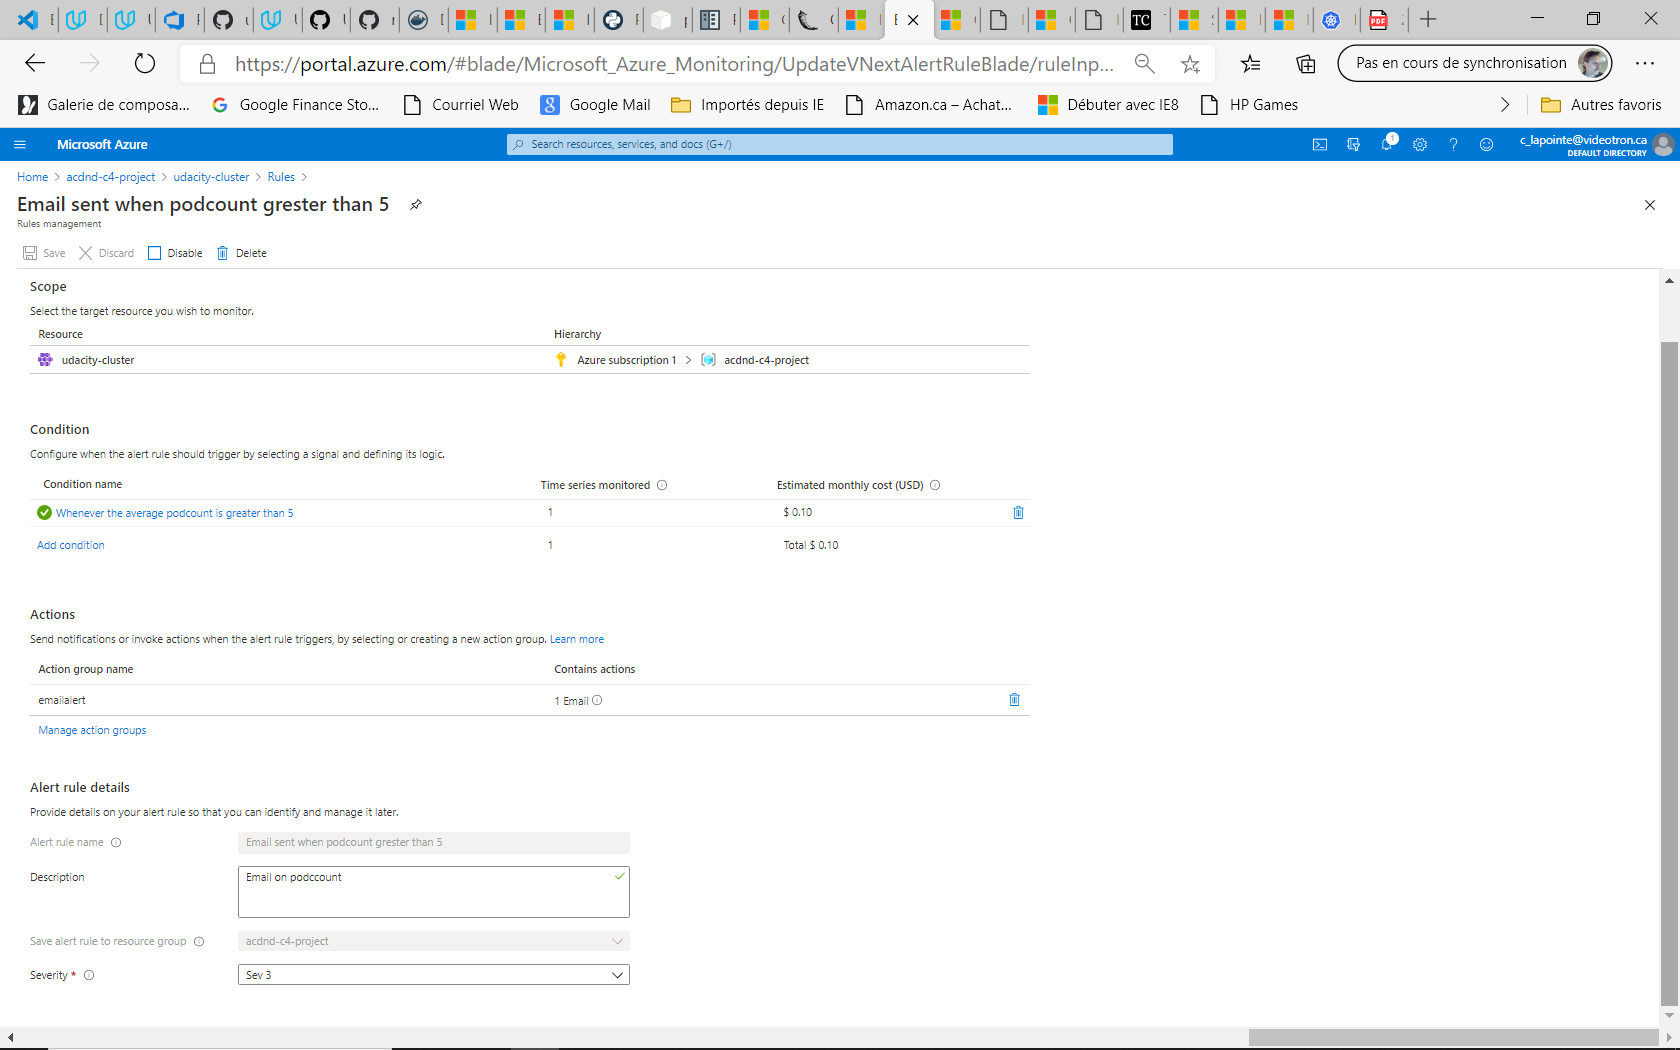 https://portal.azure.com/#blade/Microsoft_Azure_Monitoring/UpdateVNextAlertRuleBlade/ruleInp...
Pas en cours de synchronisation
Galerie de composa...
Google Finance Sto...
Courriel Web
Google Mail
Importés depuis IE
Amazon.ca – Achat...
Débuter avec IE8
HP Games
Autres favoris
Microsoft Azure
Search resources, services, and docs (G+/)
1
c_lapointe@videotron.ca
DEFAULT DIRECTORY
Home > acdnd-c4-project > udacity-cluster > Rules >
Email sent when podcount grester than 5
Rules management
Save Discard Disable Delete
Scope
Select the target resource you wish to monitor.
Resource Hierarchy
udacity-cluster Azure subscription 1 > acdnd-c4-project
Condition
Configure when the alert rule should trigger by selecting a signal and defining its logic.
Condition name Time series monitored Estimated monthly cost (USD)
Whenever the average podcount is greater than 5 1 $ 0.10
Add condition 1 Total $ 0.10
Actions
Send notifications or invoke actions when the alert rule triggers, by selecting or creating a new action group. Learn more
Action group name Contains actions
emailalert 1 Email
Manage action groups
Alert rule details
Provide details on your alert rule so that you can identify and manage it later.
Alert rule name Email sent when podcount grester than 5
Description Email on podccount
Save alert rule to resource group acdnd-c4-project
Severity * Sev 3